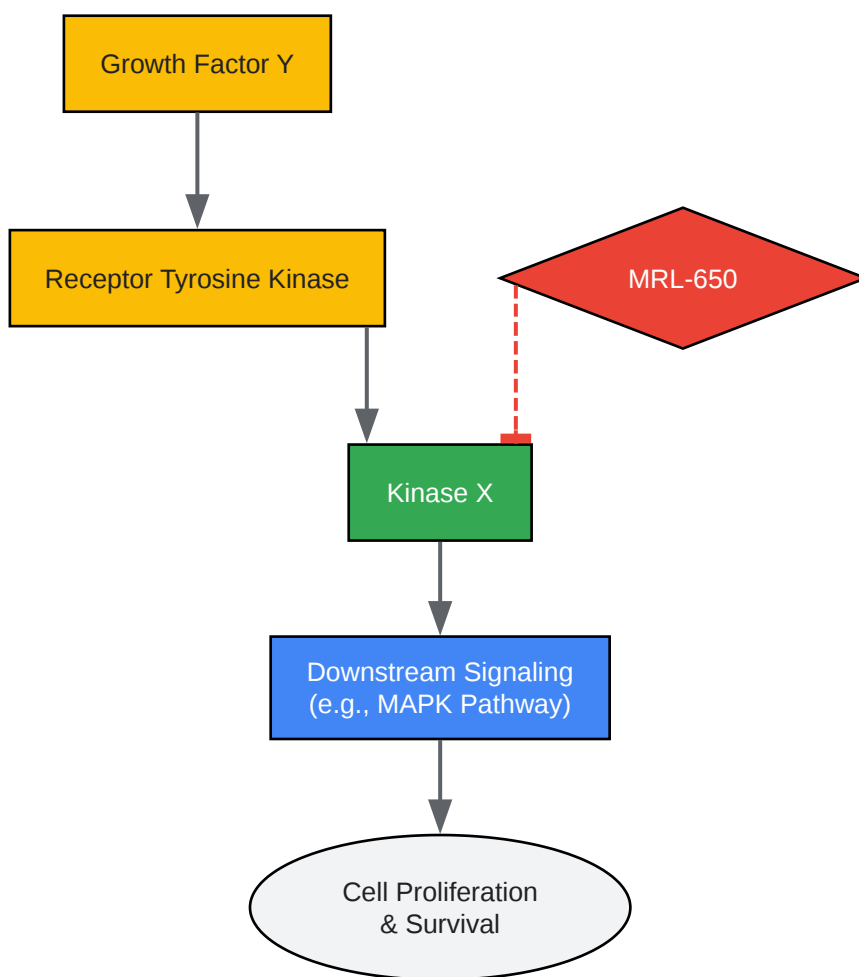 Growth Factor Y
Receptor Tyrosine Kinase
MRL-650
Kinase X
Downstream Signaling
(e.g., MAPK Pathway)
Cell Proliferation
& Survival